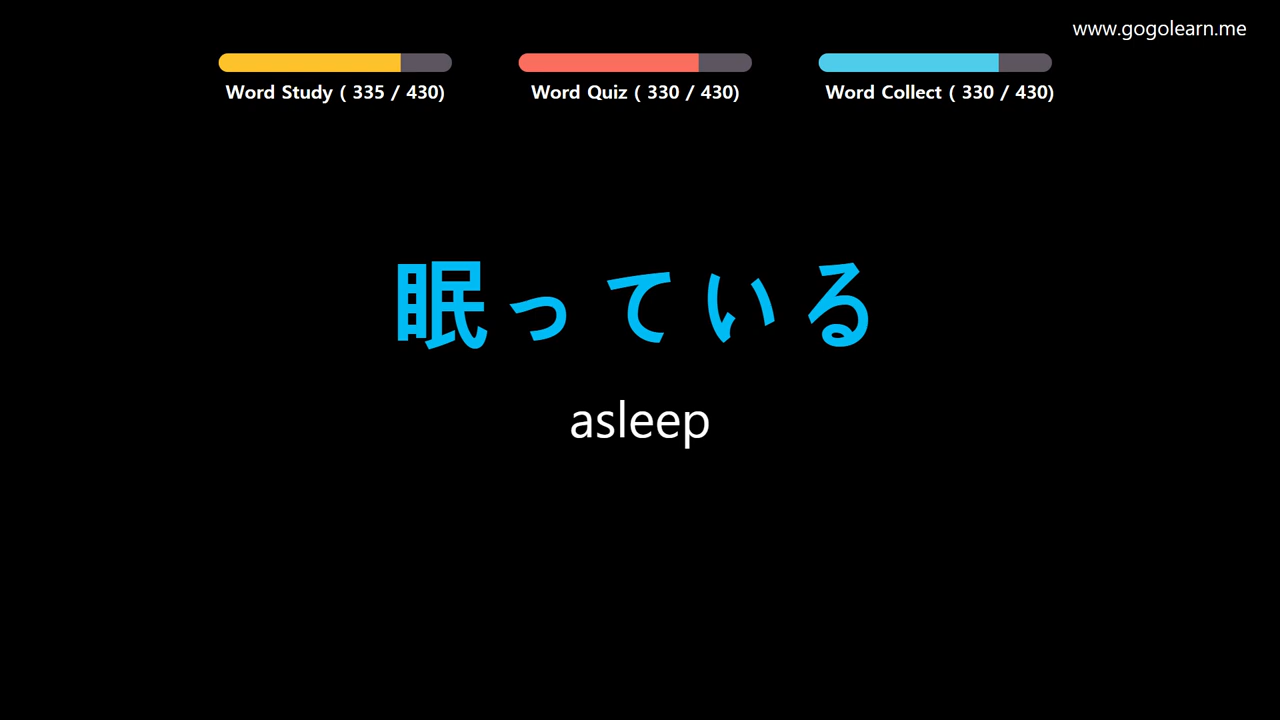 www.gogolearn.me
Word Study ( 335 / 430)
Word Quiz ( 330 / 430)
Word Collect ( 330 / 430)
眠っている
asleep